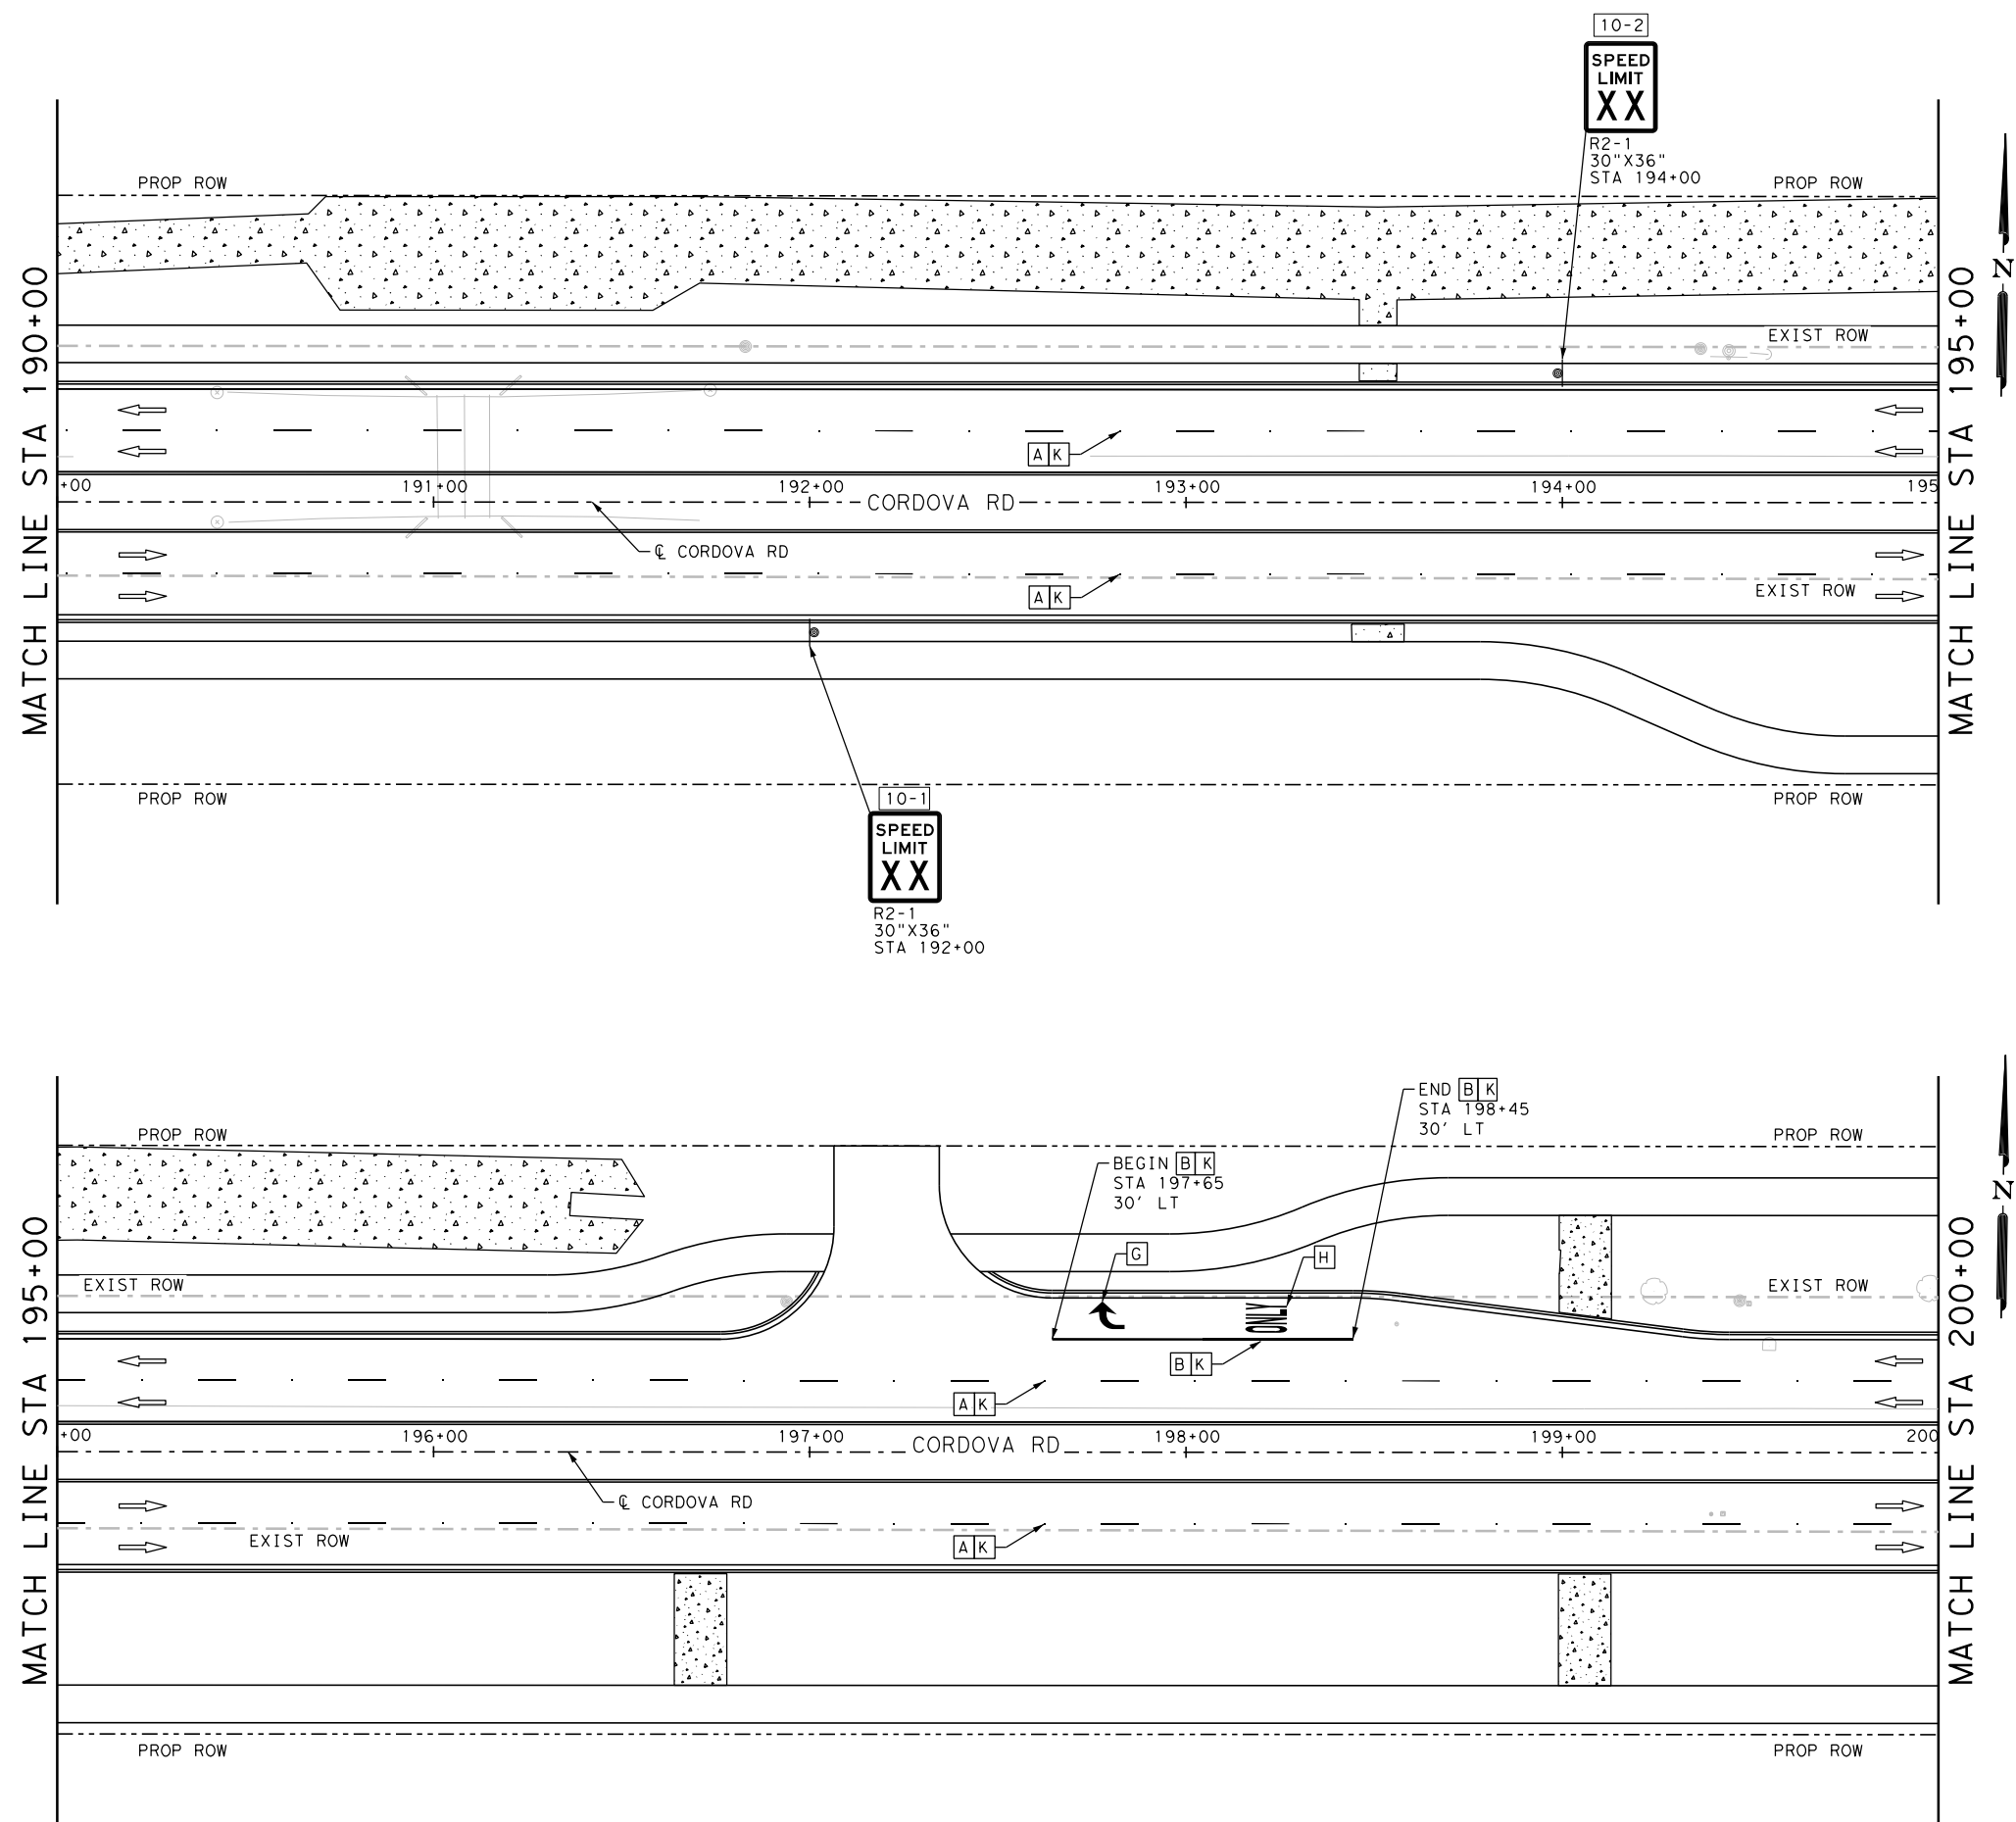 10-2
SPEED
LIMIT
XX
R2-1
30"X36"
STA 194+00
PROP ROW
PROP ROW
MATCH LINE STA 190+00
MATCH LINE STA 195+00
N
EXIST ROW
A K
+00
191+00
192+00
193+00
194+00
195
CORDOVA RD
℄ CORDOVA RD
A K
EXIST ROW
PROP ROW
PROP ROW
10-1
SPEED
LIMIT
XX
R2-1
30"X36"
STA 192+00
END B K
STA 198+45
30' LT
PROP ROW
PROP ROW
BEGIN B K
STA 197+65
30' LT
N
G
H
MATCH LINE STA 195+00
MATCH LINE STA 200+00
EXIST ROW
EXIST ROW
ONLY
B K
A K
+00
196+00
197+00
198+00
199+00
200
CORDOVA RD
℄ CORDOVA RD
EXIST ROW
A K
PROP ROW
PROP ROW